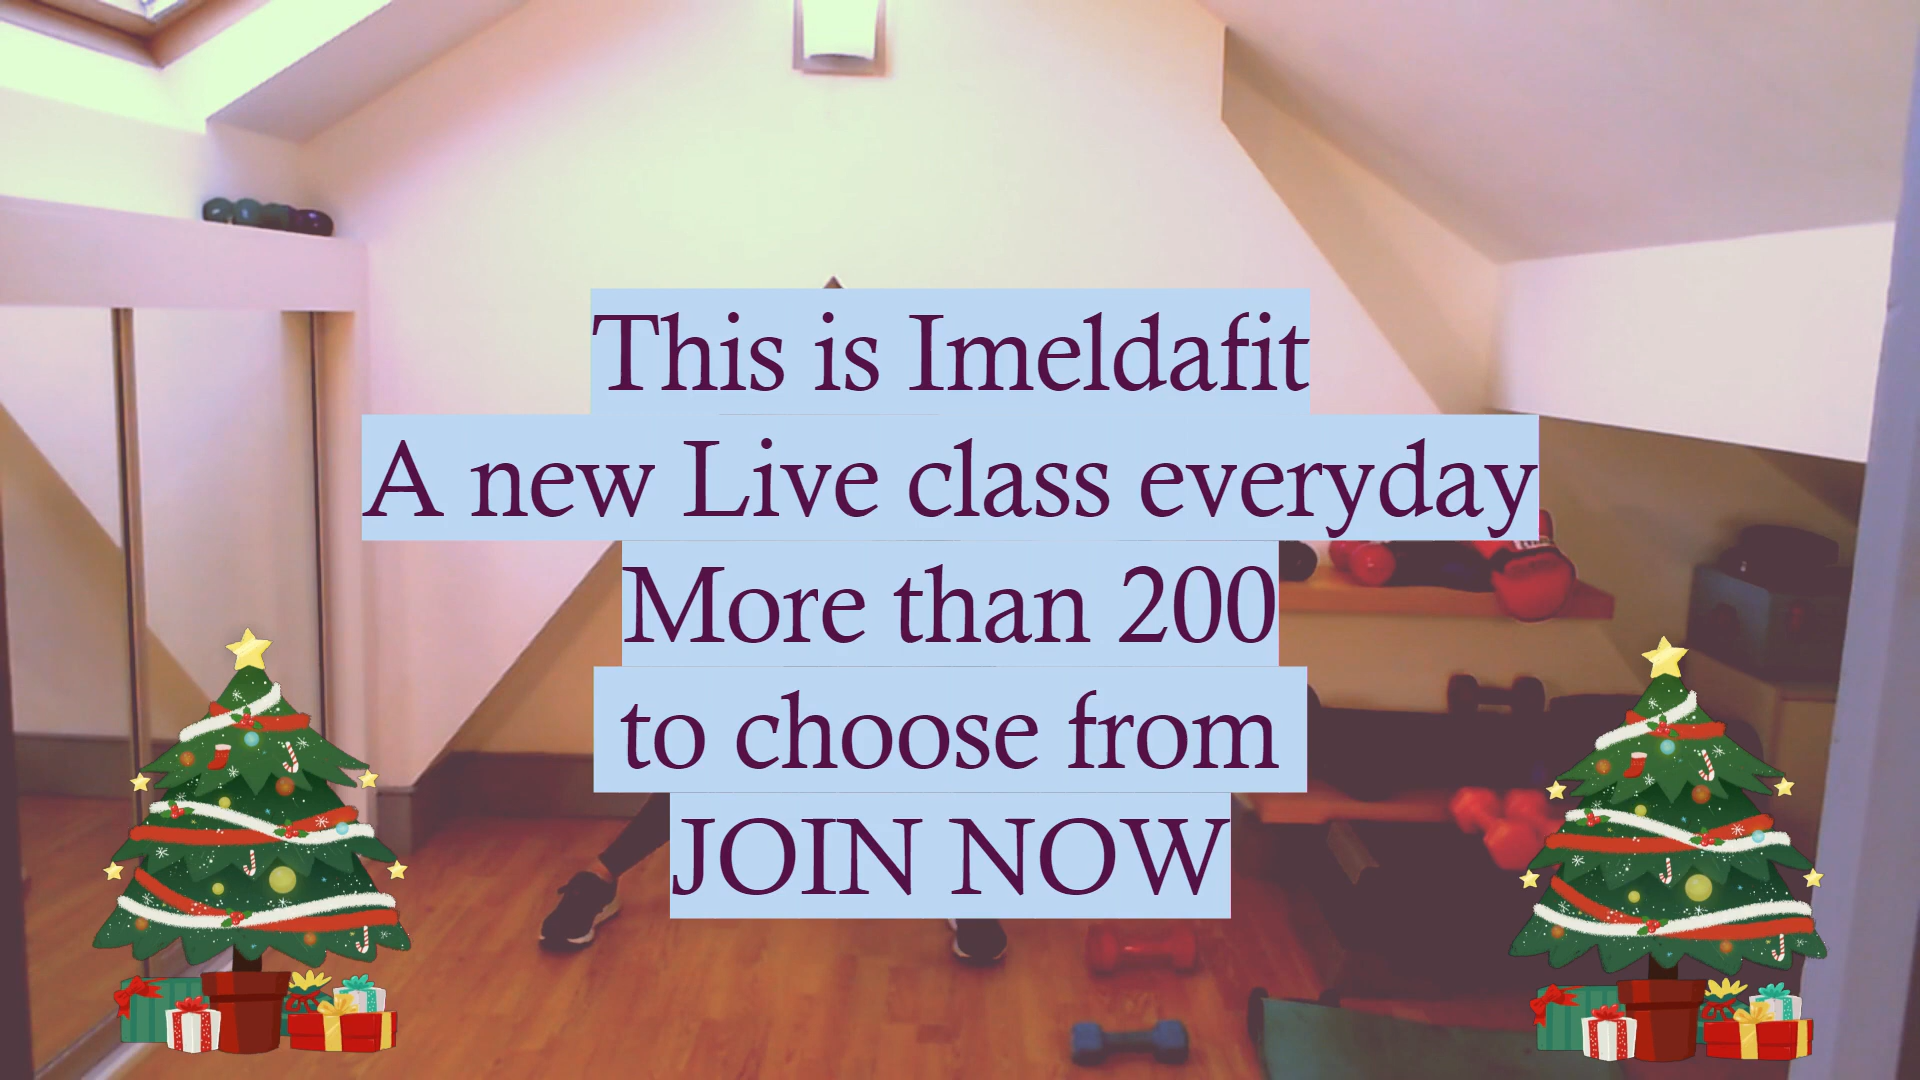 This is Imeldafit
A new Live class everyday
More than 200
to choose from
JOIN NOW